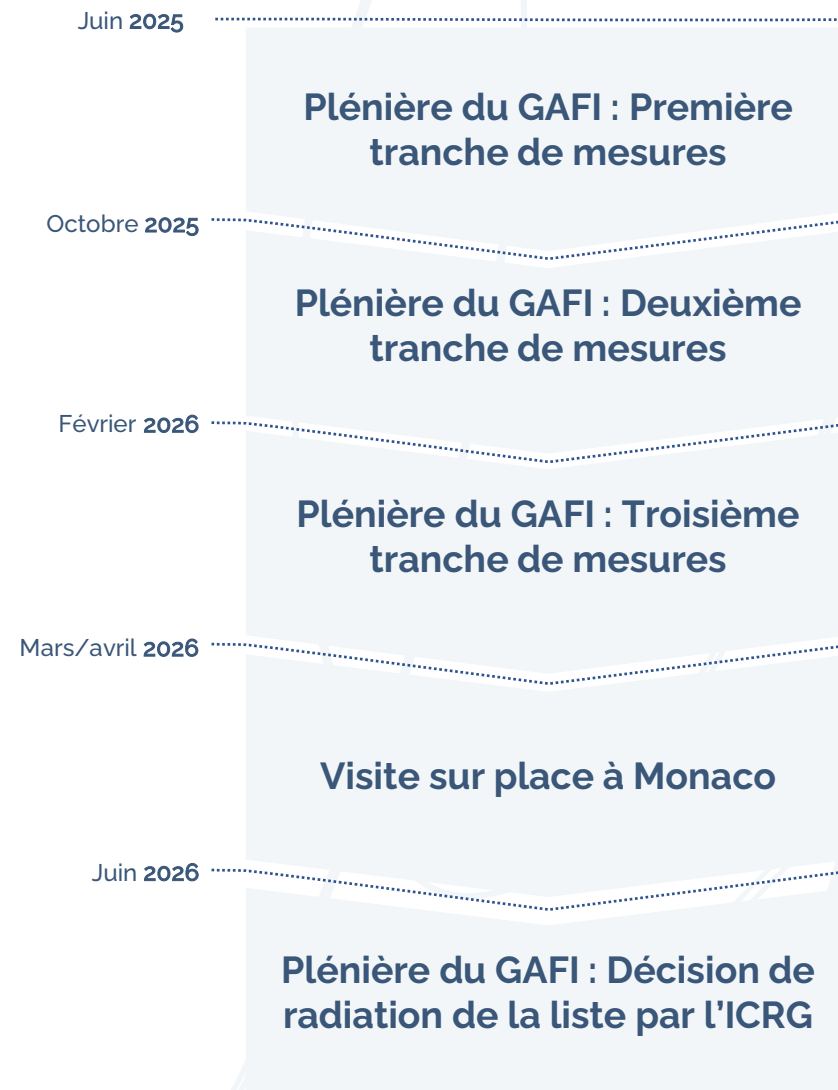 Juin 2025
Plénière du GAFI : Première
tranche de mesures
Octobre 2025
Plénière du GAFI : Deuxième
tranche de mesures
Février 2026
Plénière du GAFI : Troisième
tranche de mesures
Mars/avril 2026
Visite sur place à Monaco
Juin 2026
Plénière du GAFI : Décision de
radiation de la liste par l’ICRG